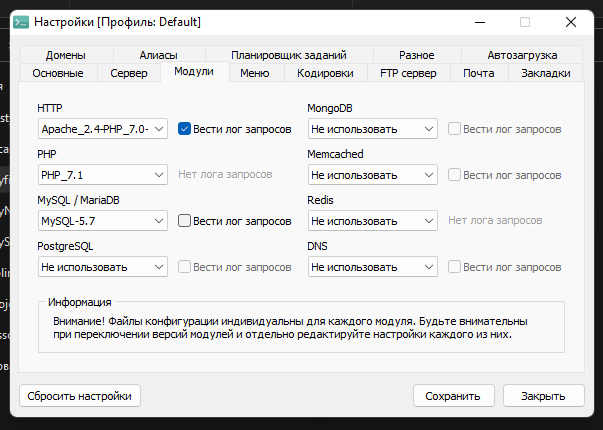 Настройки [Профиль: Default]
Домены Алиасы Планировщик заданий Разное Автозагрузка
Основные Сервер Модули Меню Кодировки FTP сервер Почта Закладки
HTTP
Apache_2.4-PHP_7.0- Вести лог запросов
PHP
PHP_7.1 Нет лога запросов
MySQL / MariaDB
MySQL-5.7 Вести лог запросов
PostgreSQL
Не использовать Вести лог запросов
MongoDB
Не использовать Вести лог запросов
Memcached
Не использовать Вести лог запросов
Redis
Не использовать Нет лога запросов
DNS
Не использовать Вести лог запросов
Информация
Внимание! Файлы конфигурации индивидуальны для каждого модуля. Будьте внимательны
при переключении версий модулей и отдельно редактируйте настройки каждого из них.
Сбросить настройки Сохранить Закрыть